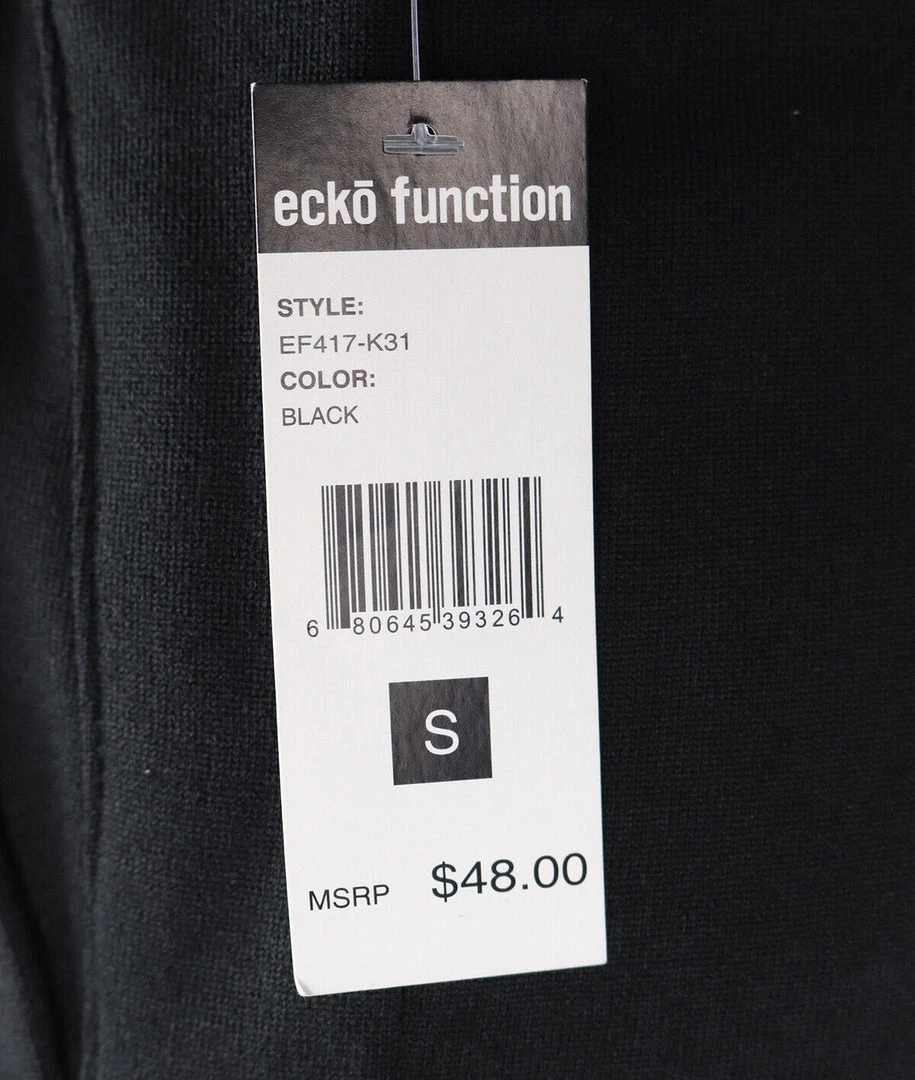 eckō function
STYLE:
EF417-K31
COLOR:
BLACK
6 80645 39326 4
S
MSRP $48.00